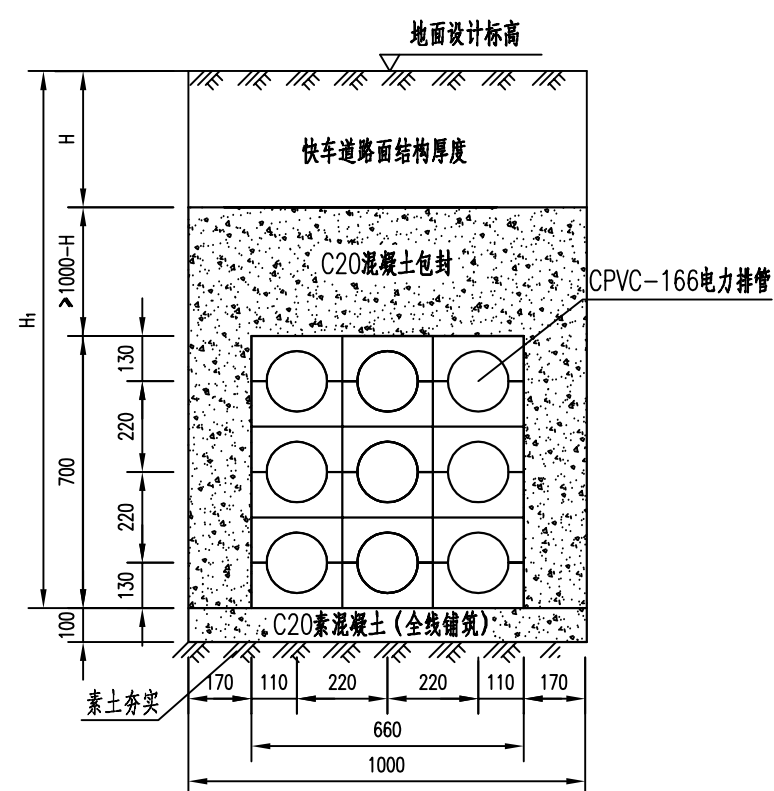 地面设计标高
快车道路面结构厚度
H
C20混凝土包封
>1000-H
CPVC-166电力排管
H1
130
220
700
220
130
C20素混凝土(全线铺筑)
100
素土夯实
170
110
220
220
110
170
660
1000